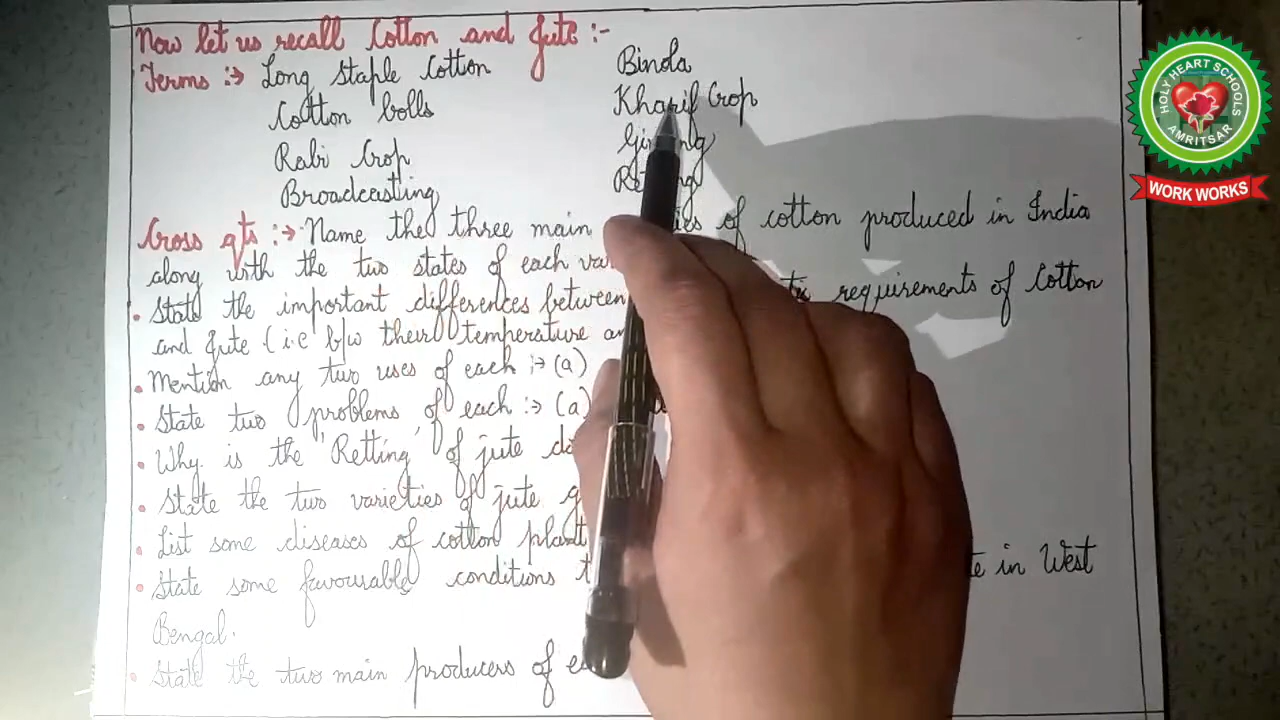 Now let us recall Cotton and Jute :-
Terms :→ Long Staple Cotton
Cotton bolls
Rabi Crop
Broadcasting
Binola
Kharif Crop
Cross qts :→ Name the three main of cotton produced in India
along with the two states of each
State the important differences between requirements of Cotton
and Jute (i.e b/w their temperature
Mention any two uses of each :→ (a)
State two problems of each :→ (a)
Why is the 'Retting' of jute
State the two varieties of jute
List some diseases of cotton plant
State some favourable conditions in West
Bengal.
State the two main producers of
HOLY HEART SCHOOLS
AMRITSAR
WORK WORKS